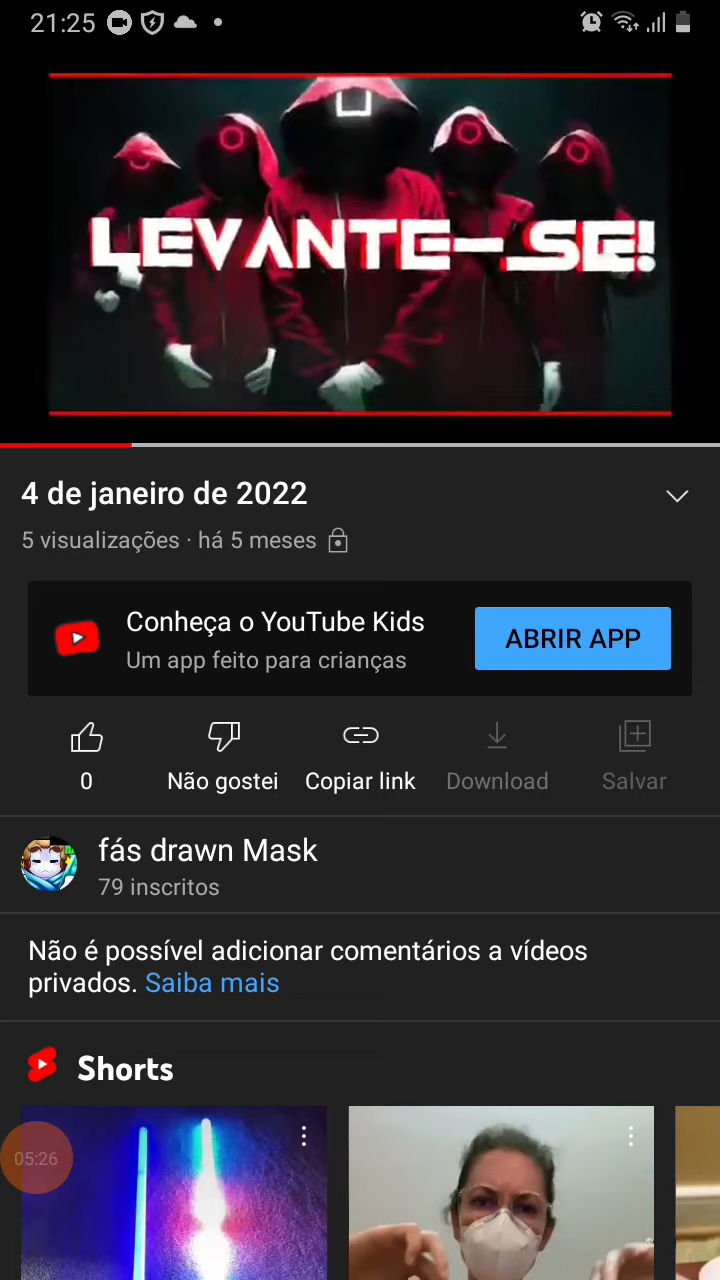 21:25
LEVANTE-SE!
4 de janeiro de 2022
5 visualizações · há 5 meses
Conheça o YouTube Kids
Um app feito para crianças
ABRIR APP
0
Não gostei
Copiar link
Download
Salvar
fás drawn Mask
79 inscritos
Não é possível adicionar comentários a vídeos
privados. Saiba mais
Shorts
05:26